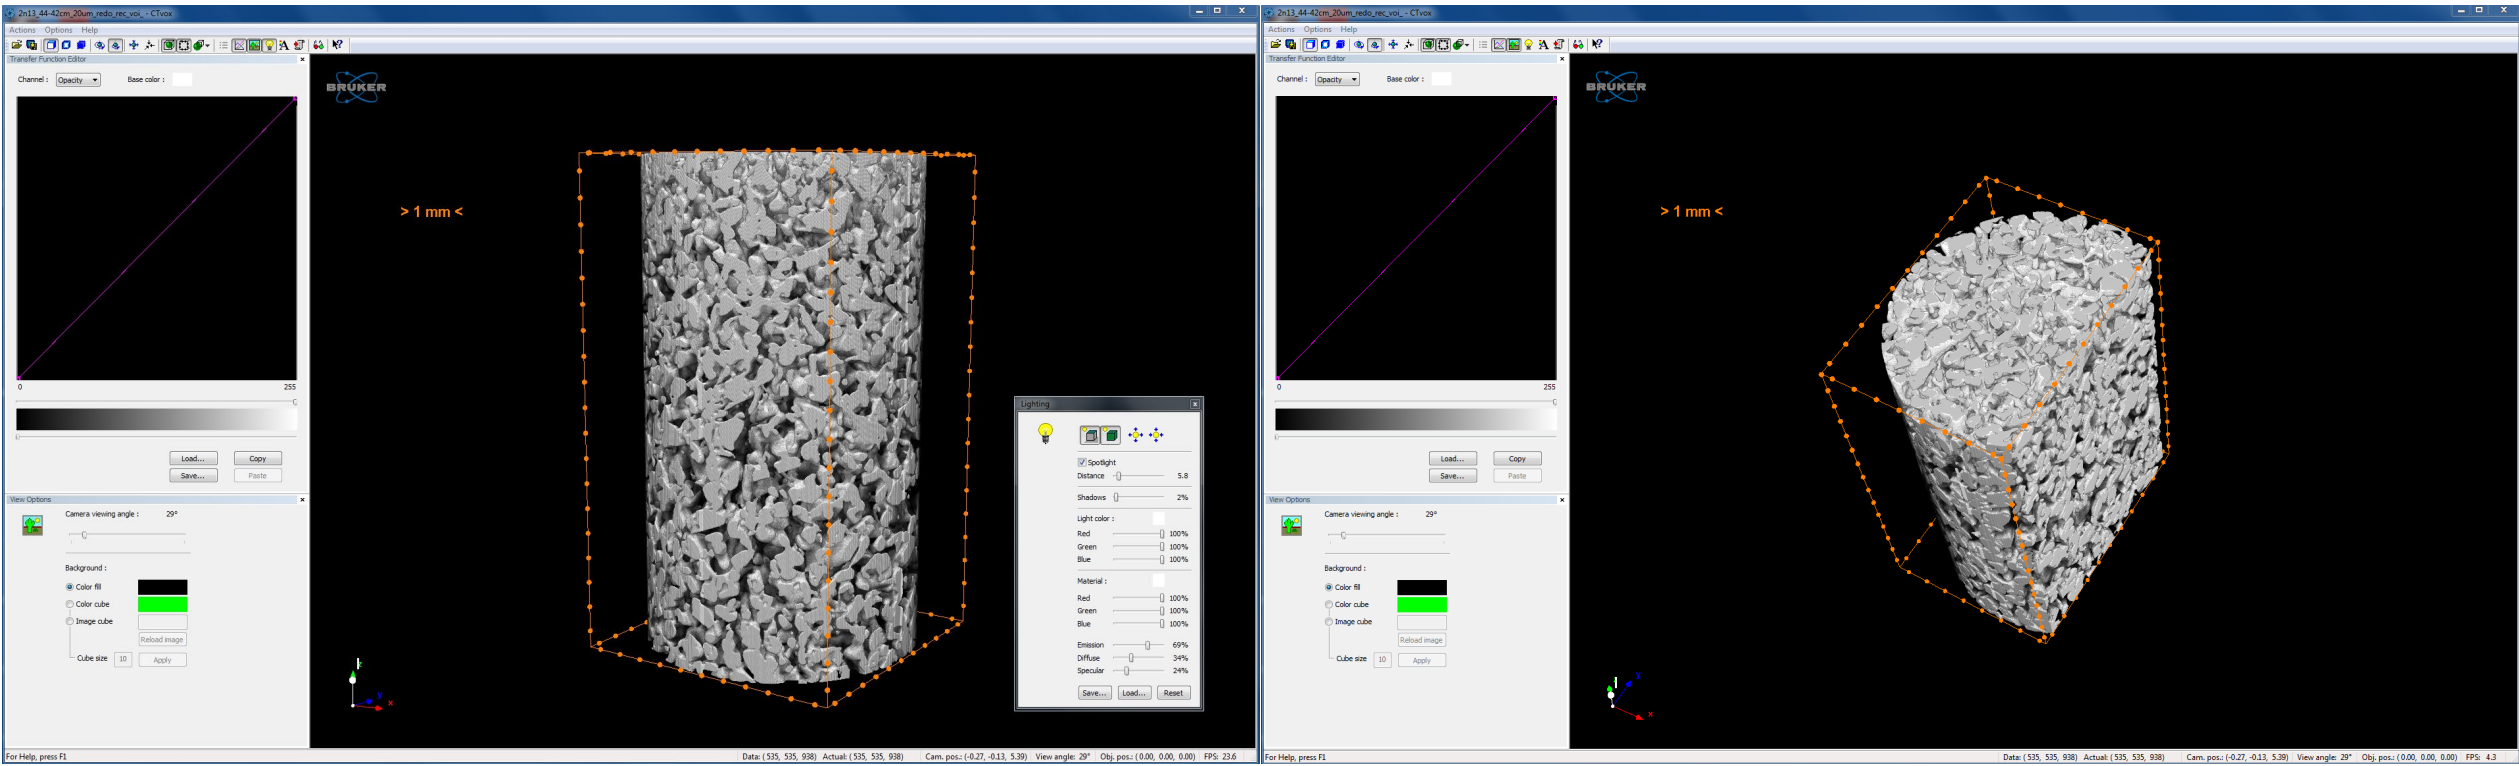 2n13_44-42cm_20um_redo_rec_voi_ - CTvox
Actions Options Help
Transfer Function Editor
Channel : Opacity Base color :
BRUKER
> 1 mm <
0 255
Load... Copy
Save... Paste
View Options
Camera viewing angle : 29°
Background :
Color fill
Color cube
Image cube
Reload image
Cube size 10 Apply
Lighting
Spotlight
Distance 5.8
Shadows 2%
Light color :
Red 100%
Green 100%
Blue 100%
Material :
Red 100%
Green 100%
Blue 100%
Emission 69%
Diffuse 34%
Specular 24%
Save... Load... Reset
Y
x
For Help, press F1 Data: ( 535, 535, 938) Actual: ( 535, 535, 938) Cam. pos.: (-0.27, -0.13, 5.39) View angle: 29° Obj. pos.: ( 0.00, 0.00, 0.00) FPS: 23.6
2n13_44-42cm_20um_redo_rec_voi_ - CTvox
Actions Options Help
Transfer Function Editor
Channel : Opacity Base color :
BRUKER
> 1 mm <
0 255
Load... Copy
Save... Paste
View Options
Camera viewing angle : 29°
Background :
Color fill
Color cube
Image cube
Reload image
Cube size 10 Apply
Y
x
For Help, press F1 Data: ( 535, 535, 938) Actual: ( 535, 535, 938) Cam. pos.: (-0.27, -0.13, 5.39) View angle: 29° Obj. pos.: ( 0.00, 0.00, 0.00) FPS: 4.3